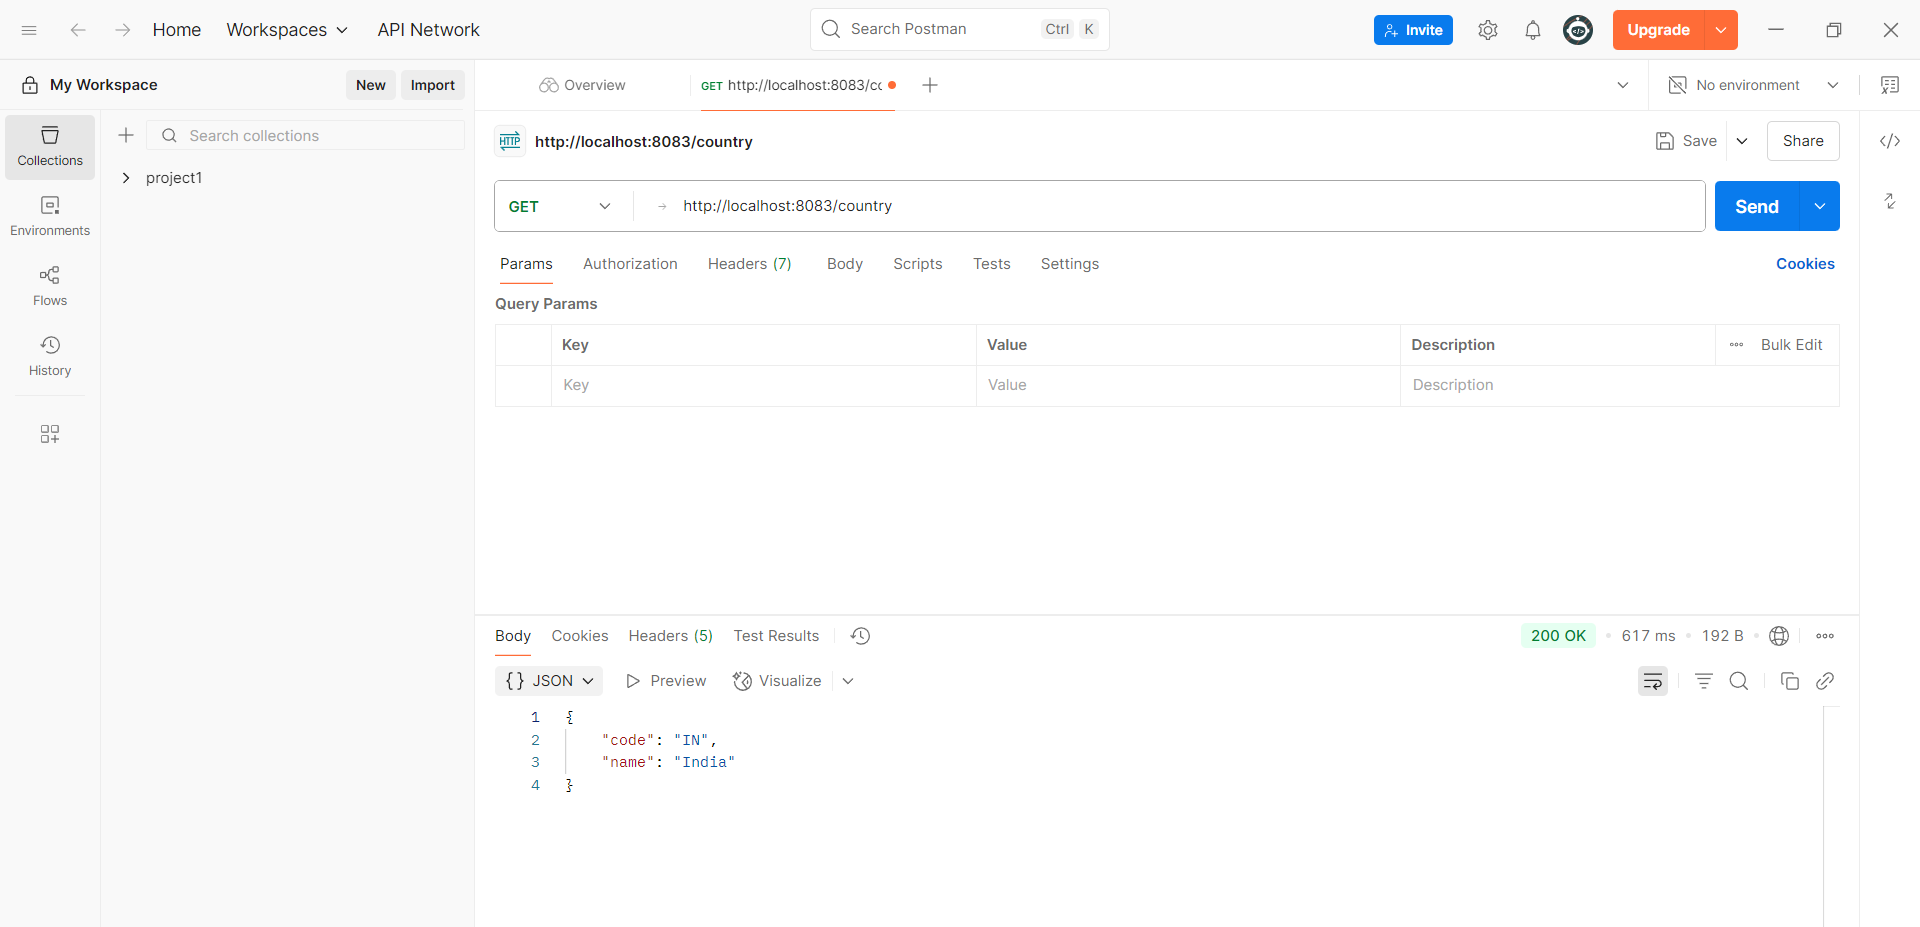 Home Workspaces API Network Search Postman Ctrl K Invite Upgrade
My Workspace New Import Overview GET http://localhost:8083/cc No environment
Collections
Environments
Flows
History
Search collections
project1
HTTP http://localhost:8083/country Save Share
GET http://localhost:8083/country Send
Params Authorization Headers (7) Body Scripts Tests Settings Cookies
Query Params
Key Value Description Bulk Edit
Key Value Description
Body Cookies Headers (5) Test Results 200 OK 617 ms 192 B
{} JSON Preview Visualize
1 {
2 "code": "IN",
3 "name": "India"
4 }